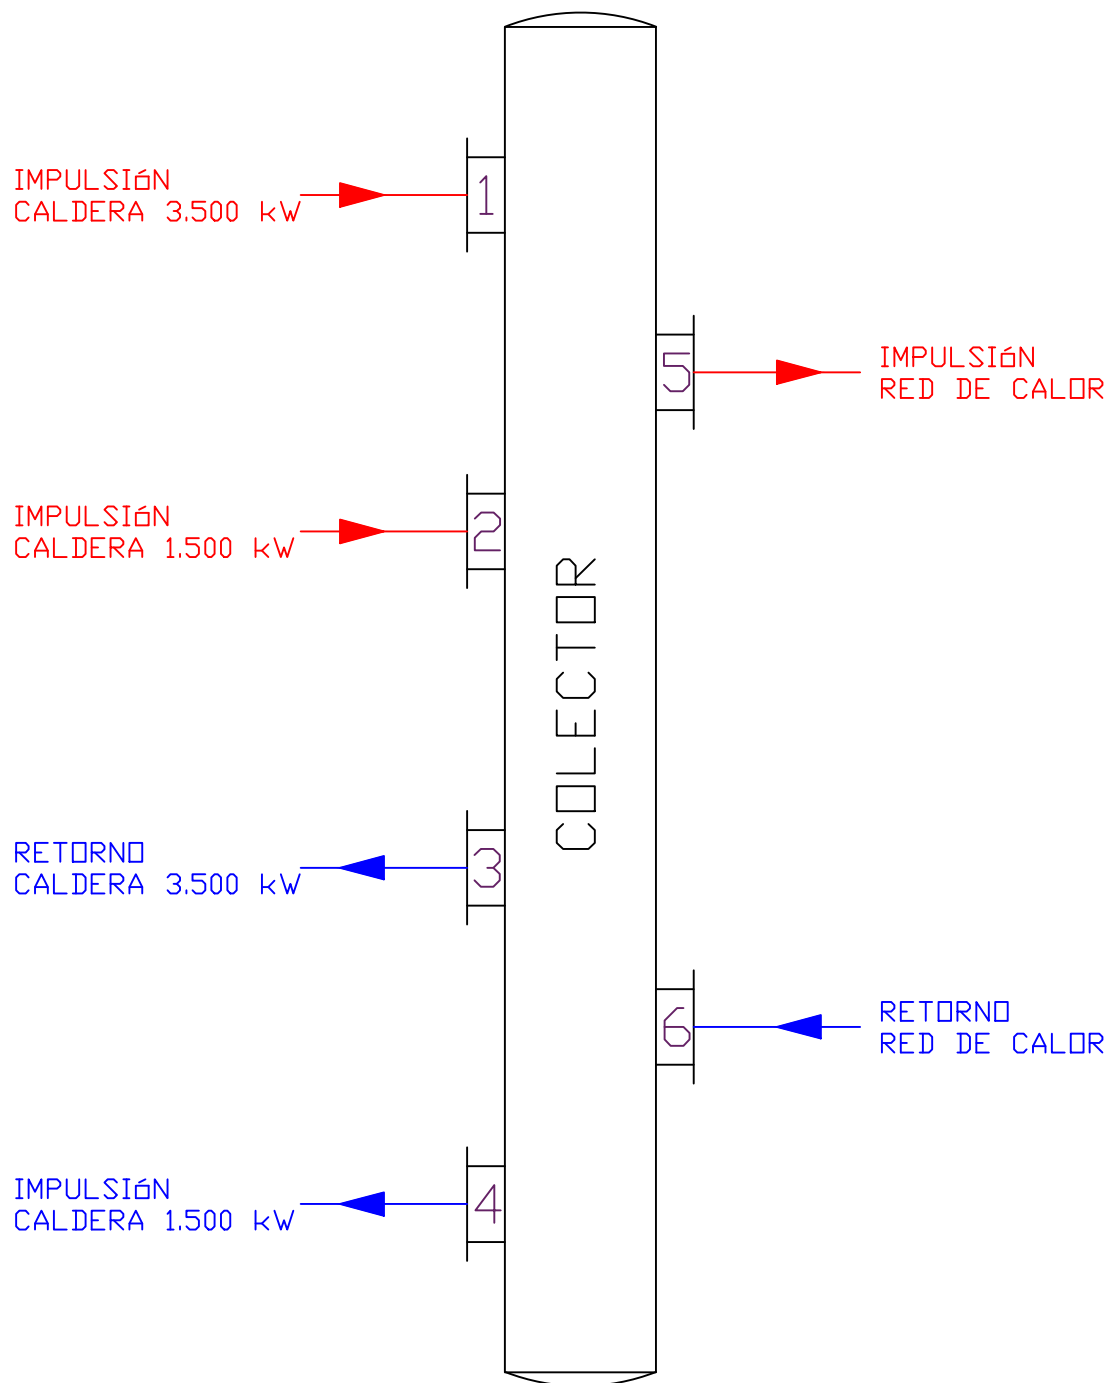 IMPULSIóN
CALDERA 3.500 kW
1
5
IMPULSIóN
RED DE CALOR
IMPULSIóN
CALDERA 1.500 kW
2
COLECTOR
RETORNO
CALDERA 3.500 kW
3
6
RETORNO
RED DE CALOR
IMPULSIóN
CALDERA 1.500 kW
4